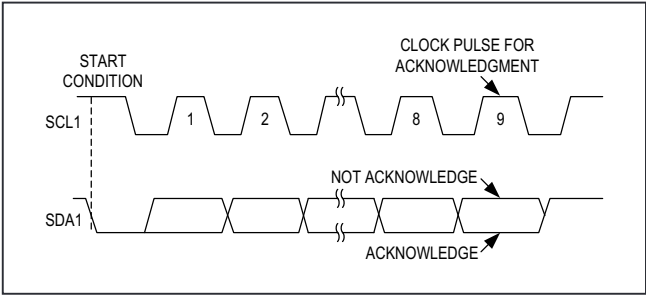 START
CONDITION
CLOCK PULSE FOR
ACKNOWLEDGMENT
SCL1
1
2
8
9
NOT ACKNOWLEDGE
SDA1
ACKNOWLEDGE